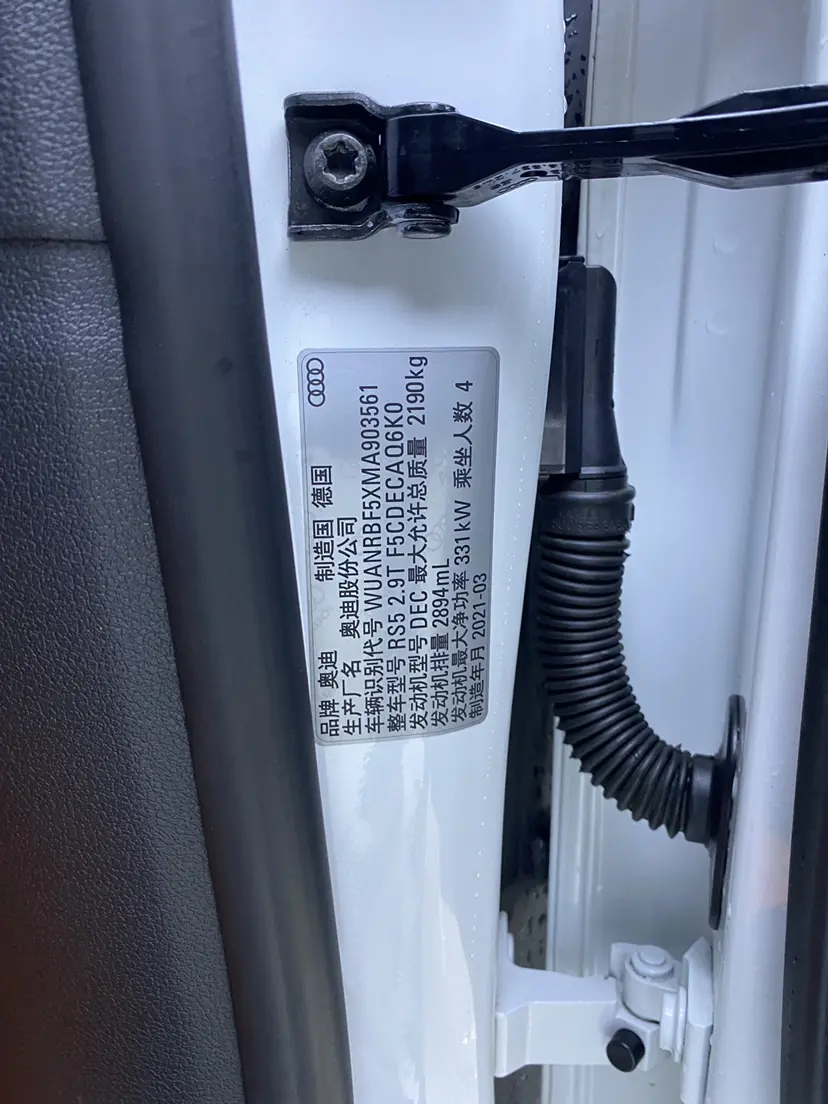 品牌 奥迪 制造国 德国
生产厂名 奥迪股份公司
车辆识别代号 WUANRBF5XMA903561
整车型号 RS5 2.9T F5CDECAQ6K0
发动机型号 DEC 最大允许总质量 2190kg
发动机排量 2894mL
发动机最大净功率 331kW 乘坐人数 4
制造年月 2021-03